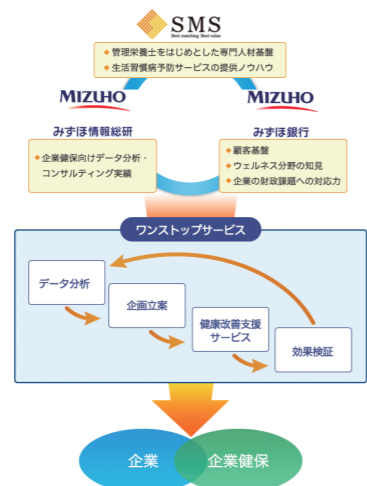 SMS
Best matching Best value
◆ 管理栄養士をはじめとした専門人材基盤
◆ 生活習慣病予防サービスの提供ノウハウ
MIZUHO
MIZUHO
みずほ情報総研
みずほ銀行
◆ 企業健保向けデータ分析・
コンサルティング実績
◆ 顧客基盤
◆ ウェルネス分野の知見
◆ 企業の財政課題への対応力
ワンストップサービス
データ分析
企画立案
健康改善支援
サービス
効果検証
企業
企業健保